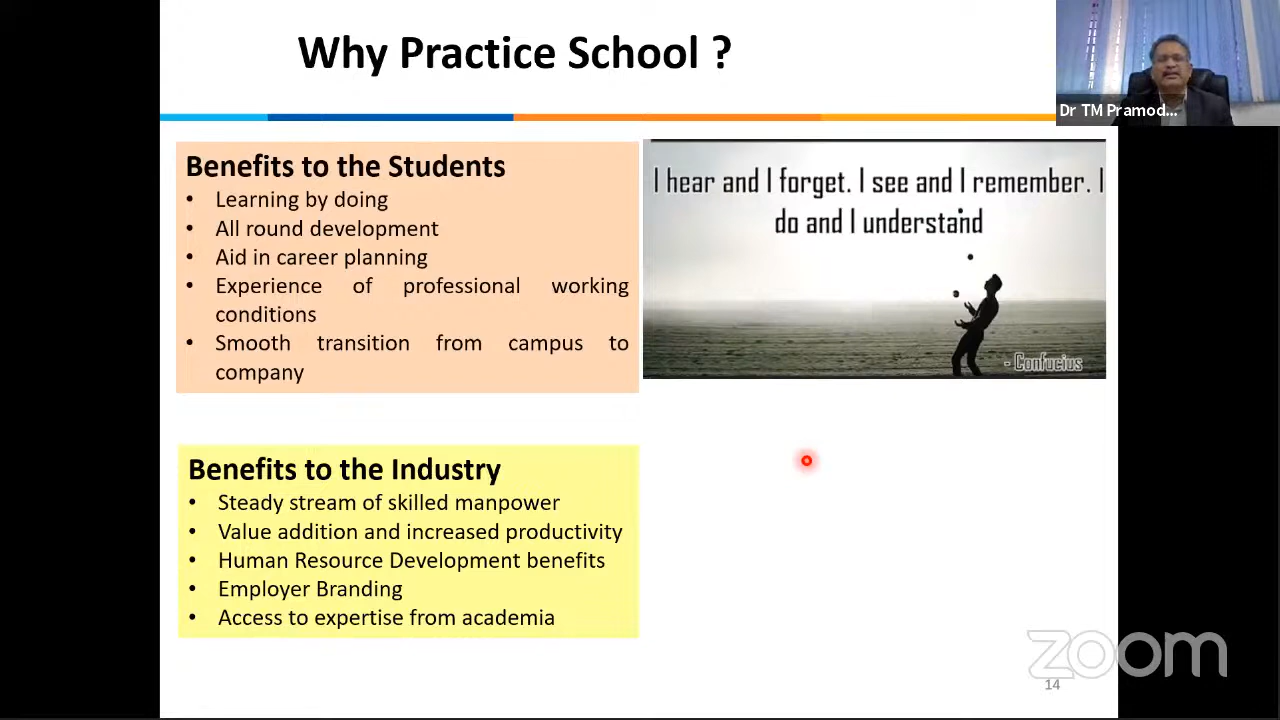 Why Practice School ?
Dr TM Pramod...
Benefits to the Students
• Learning by doing
• All round development
• Aid in career planning
• Experience of professional working
conditions
• Smooth transition from campus to
company
I hear and I forget. I see and I remember. I
do and I understand
- Confucius
Benefits to the Industry
• Steady stream of skilled manpower
• Value addition and increased productivity
• Human Resource Development benefits
• Employer Branding
• Access to expertise from academia
zoom
14